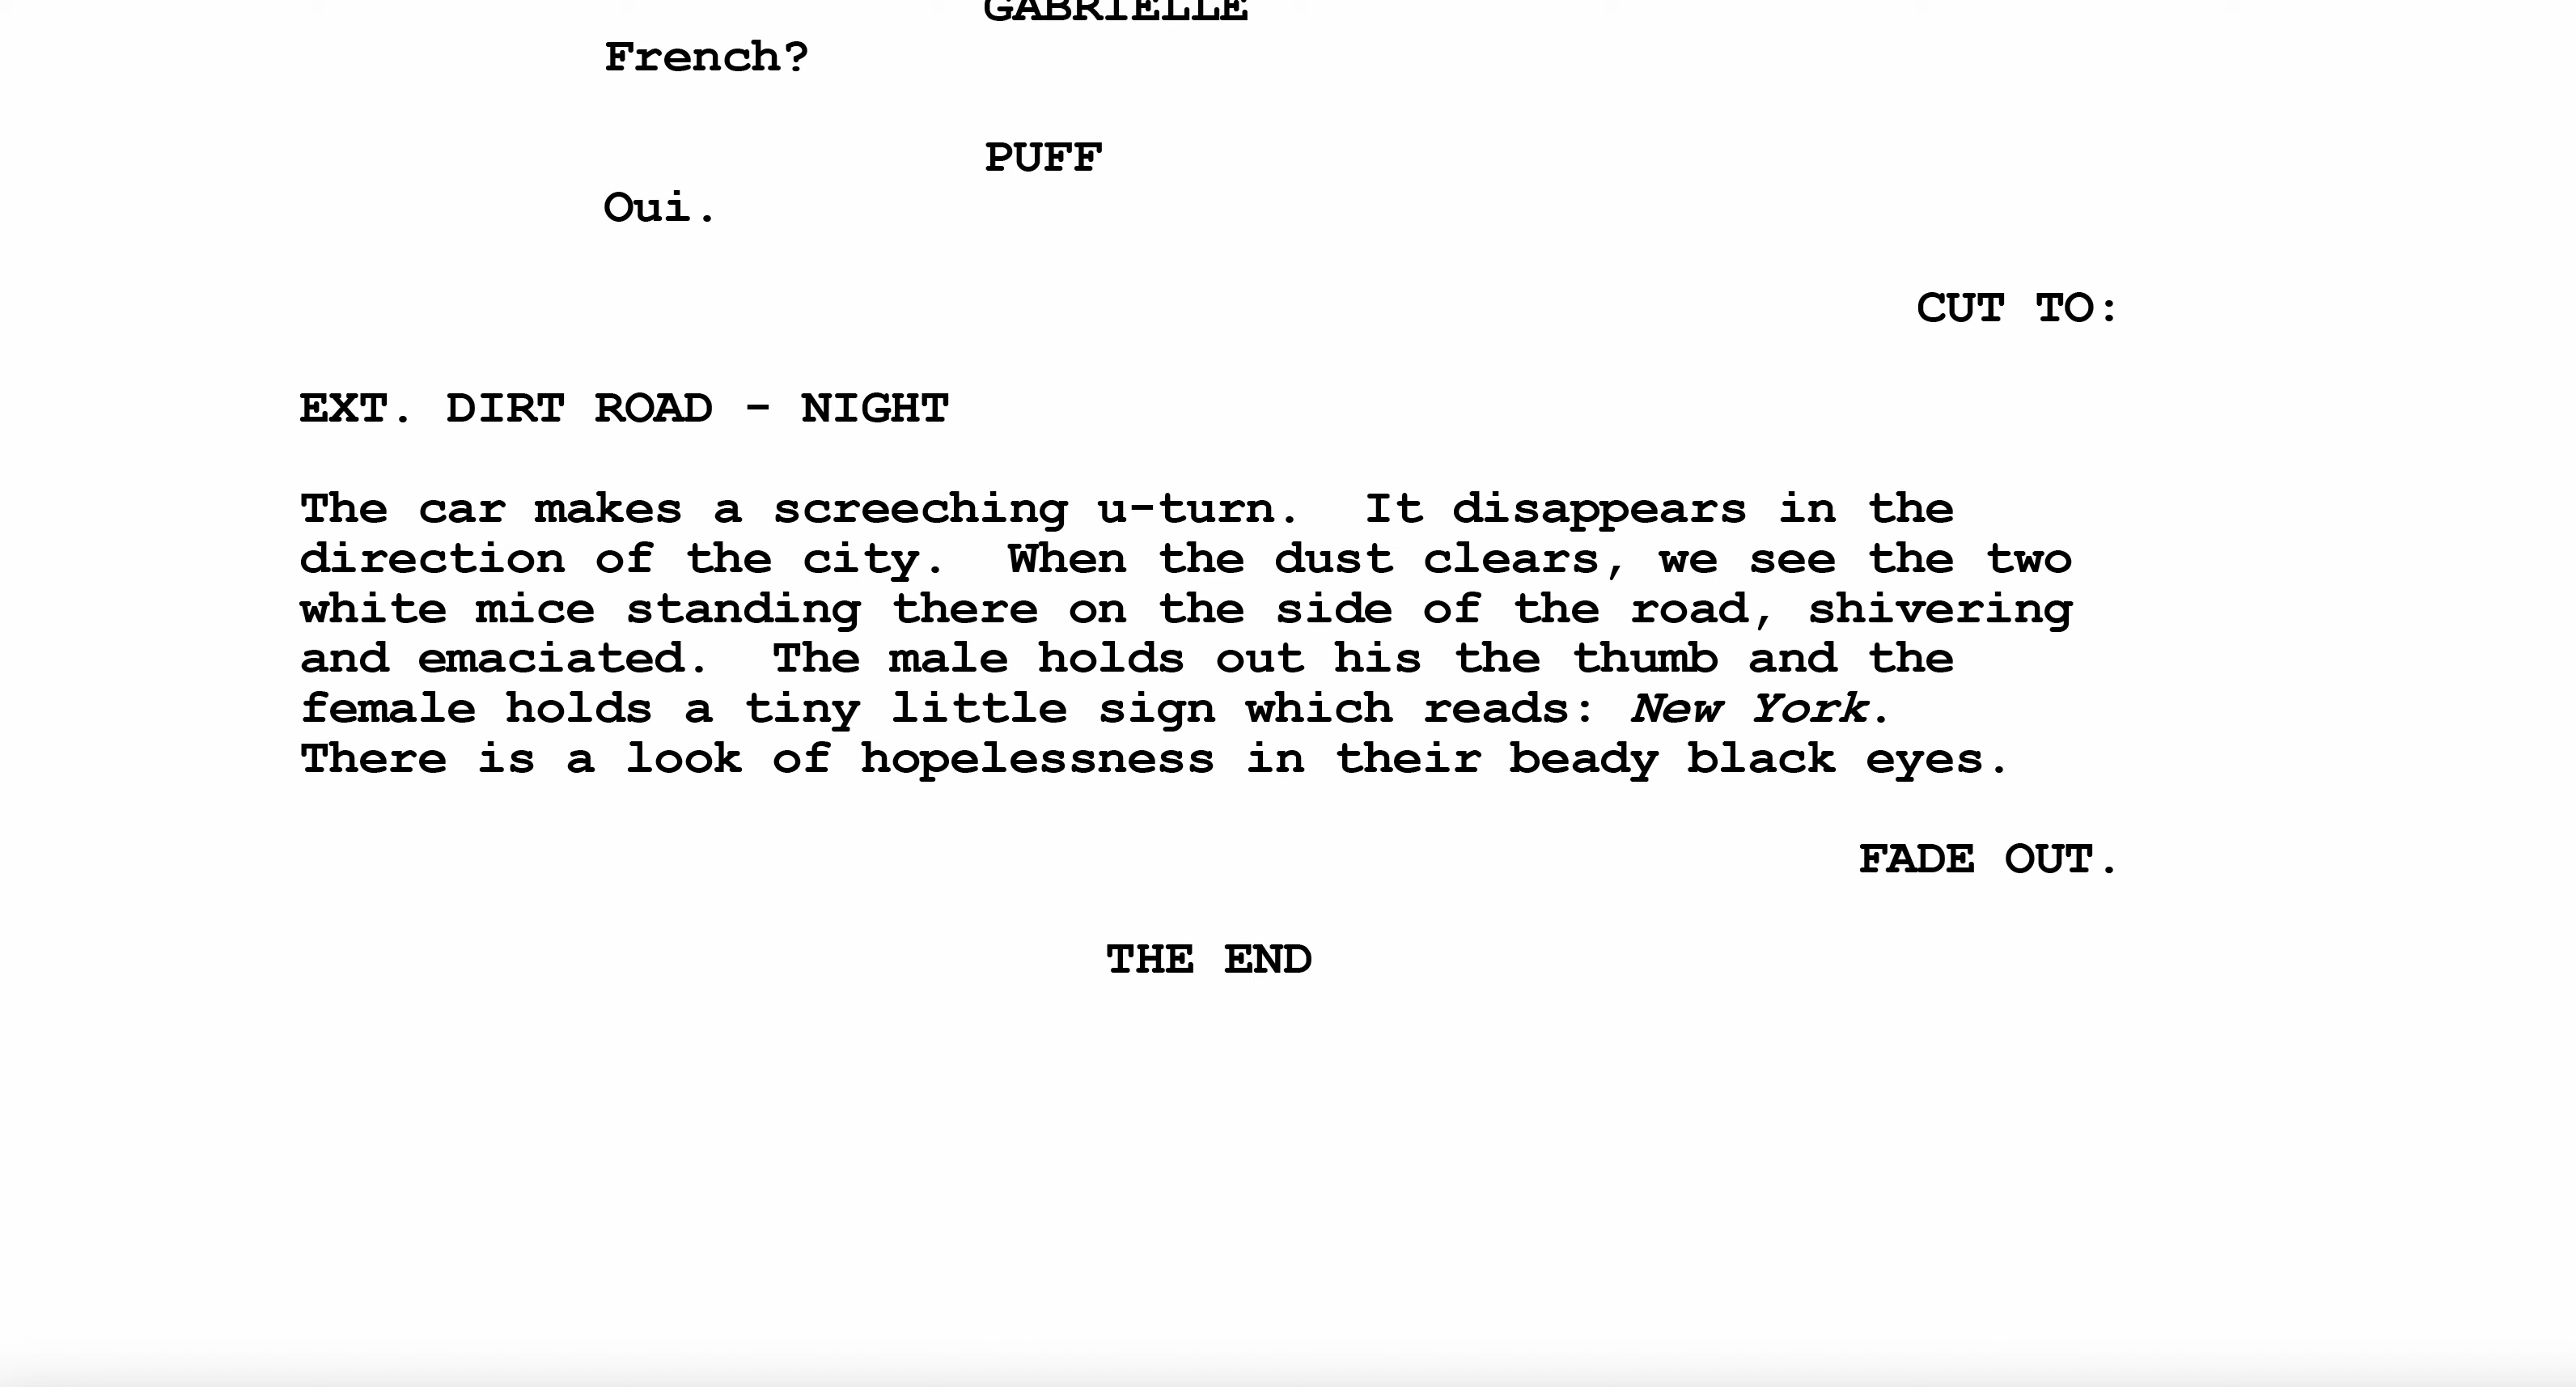 GABRIELLE
French?
PUFF
Oui.
CUT TO:
EXT. DIRT ROAD - NIGHT
The car makes a screeching u-turn.  It disappears in the
direction of the city.  When the dust clears, we see the two
white mice standing there on the side of the road, shivering
and emaciated.  The male holds out his the thumb and the
female holds a tiny little sign which reads: New York.
There is a look of hopelessness in their beady black eyes.
FADE OUT.
THE END